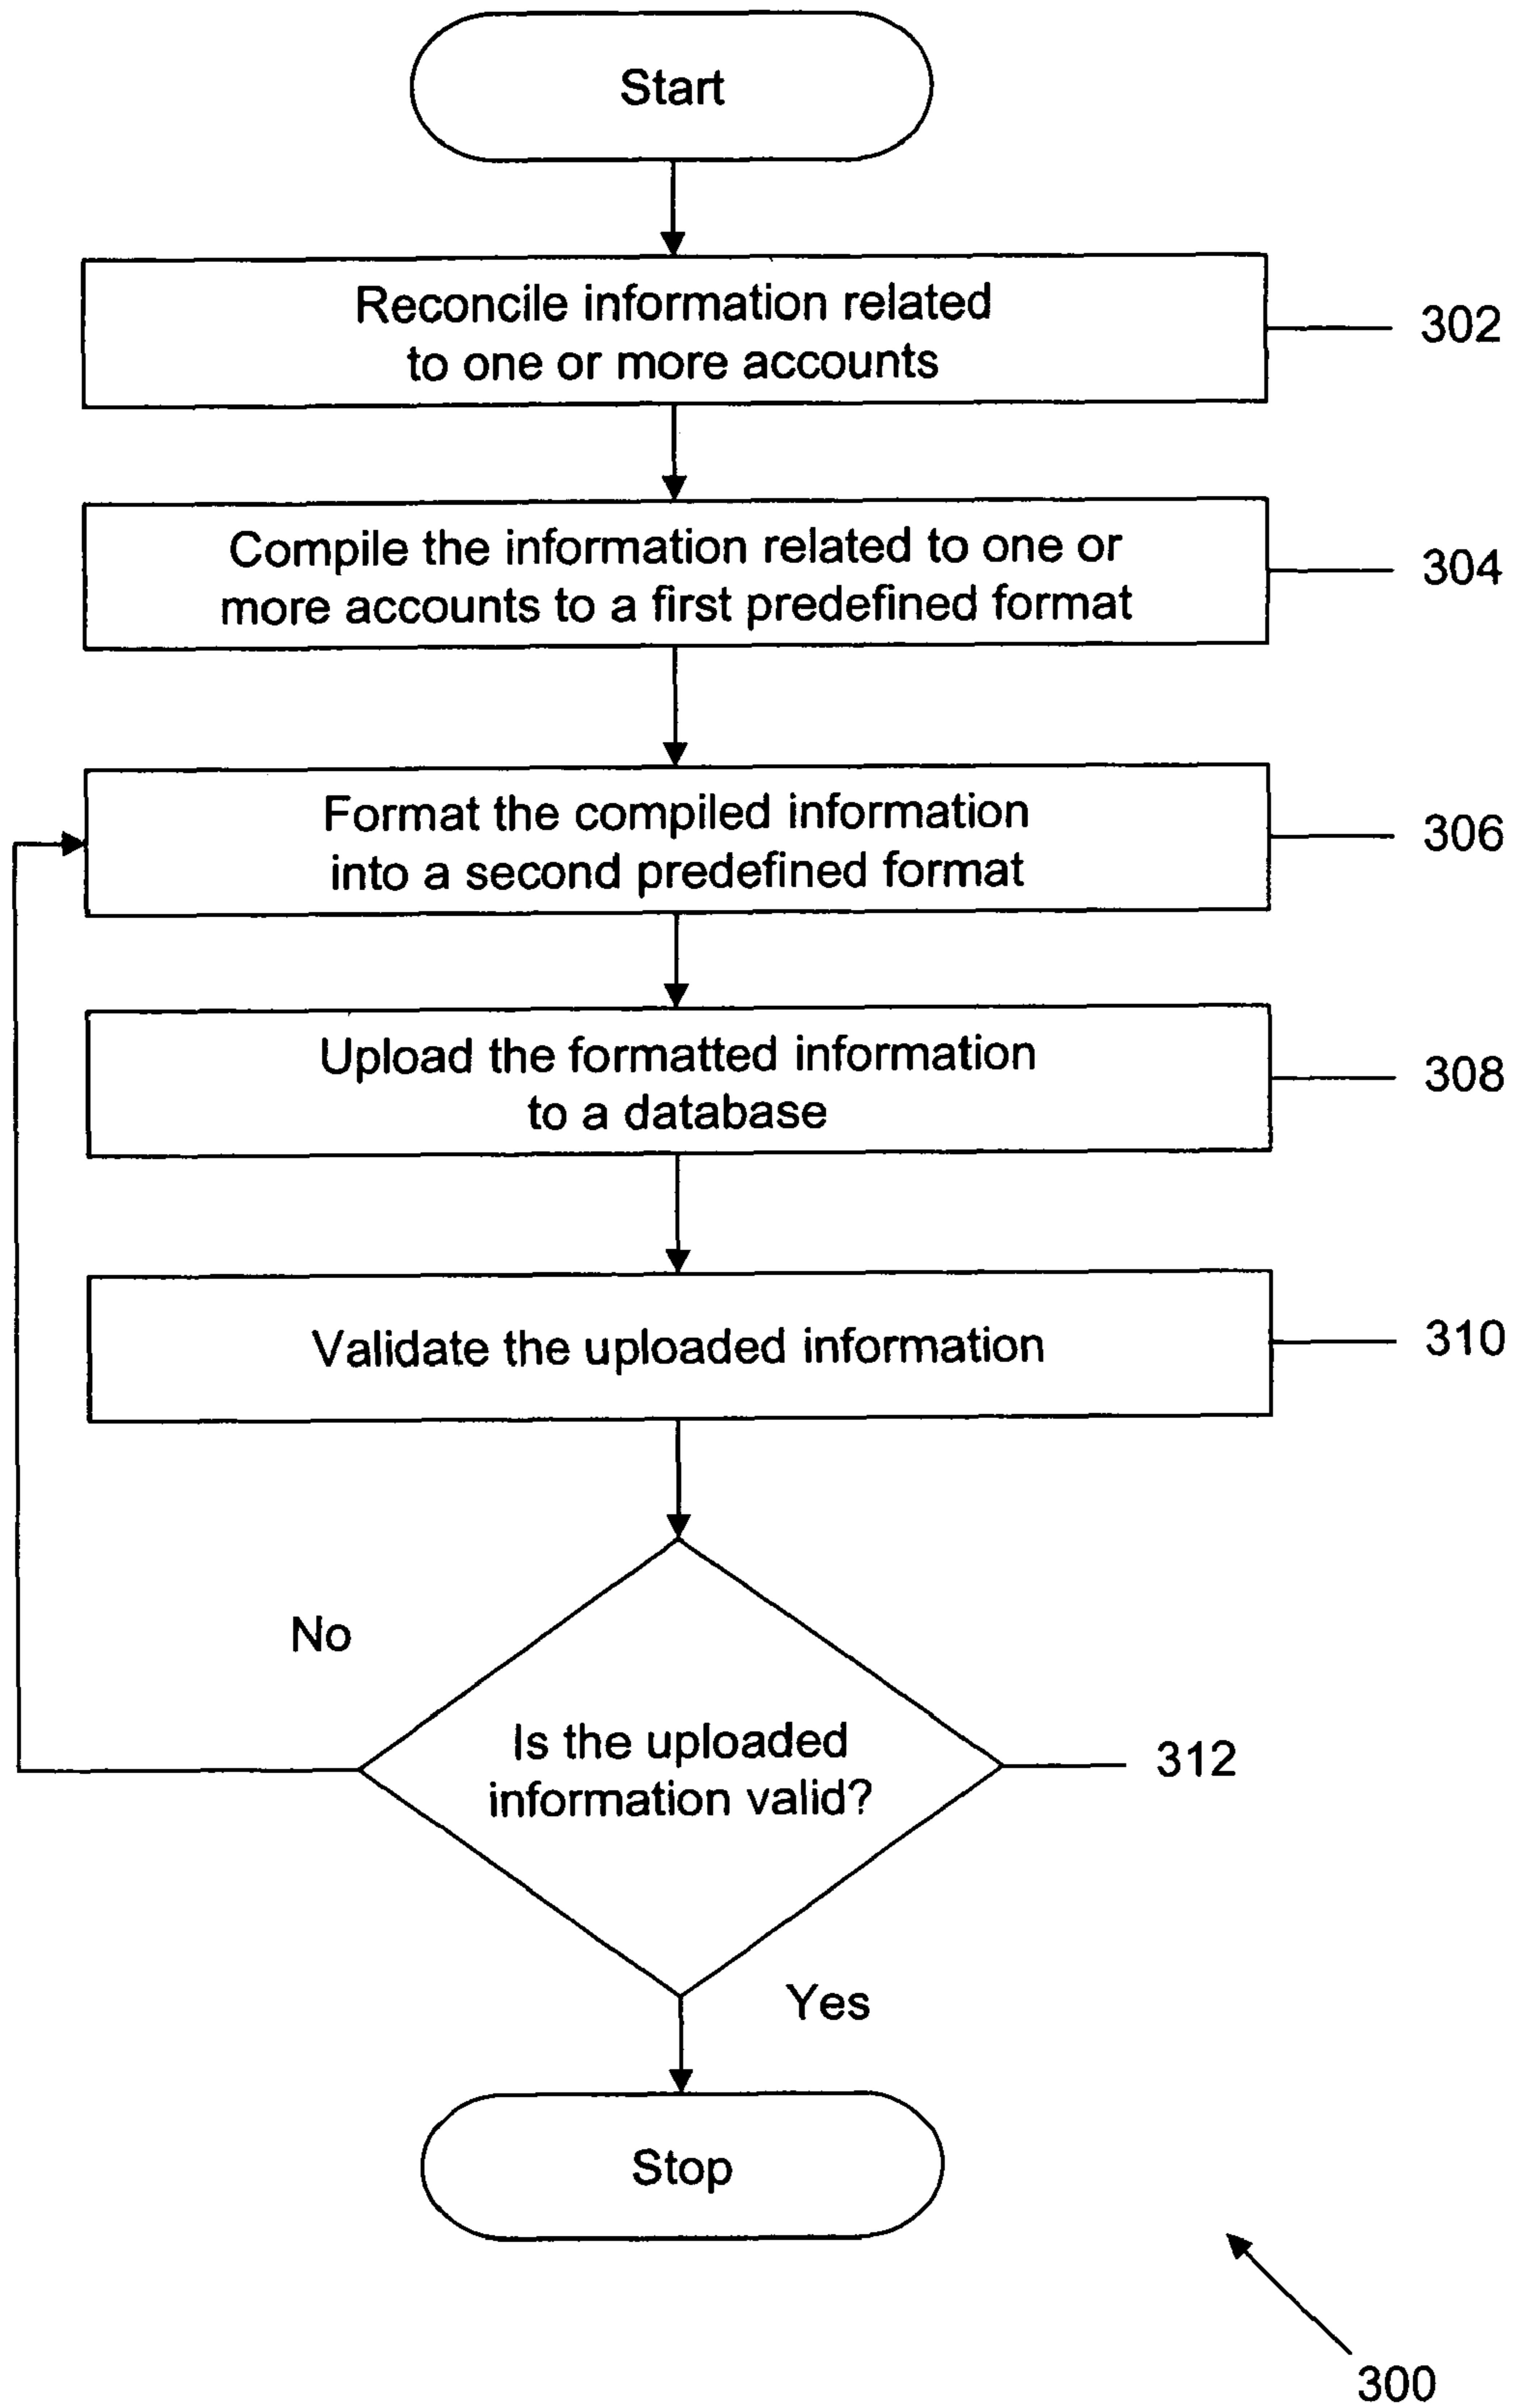 Start
Reconcile information related
to one or more accounts
302
Compile the information related to one or
more accounts to a first predefined format
304
Format the compiled information
into a second predefined format
306
Upload the formatted information
to a database
308
Validate the uploaded information
310
No
Is the uploaded
information valid?
312
Yes
Stop
300